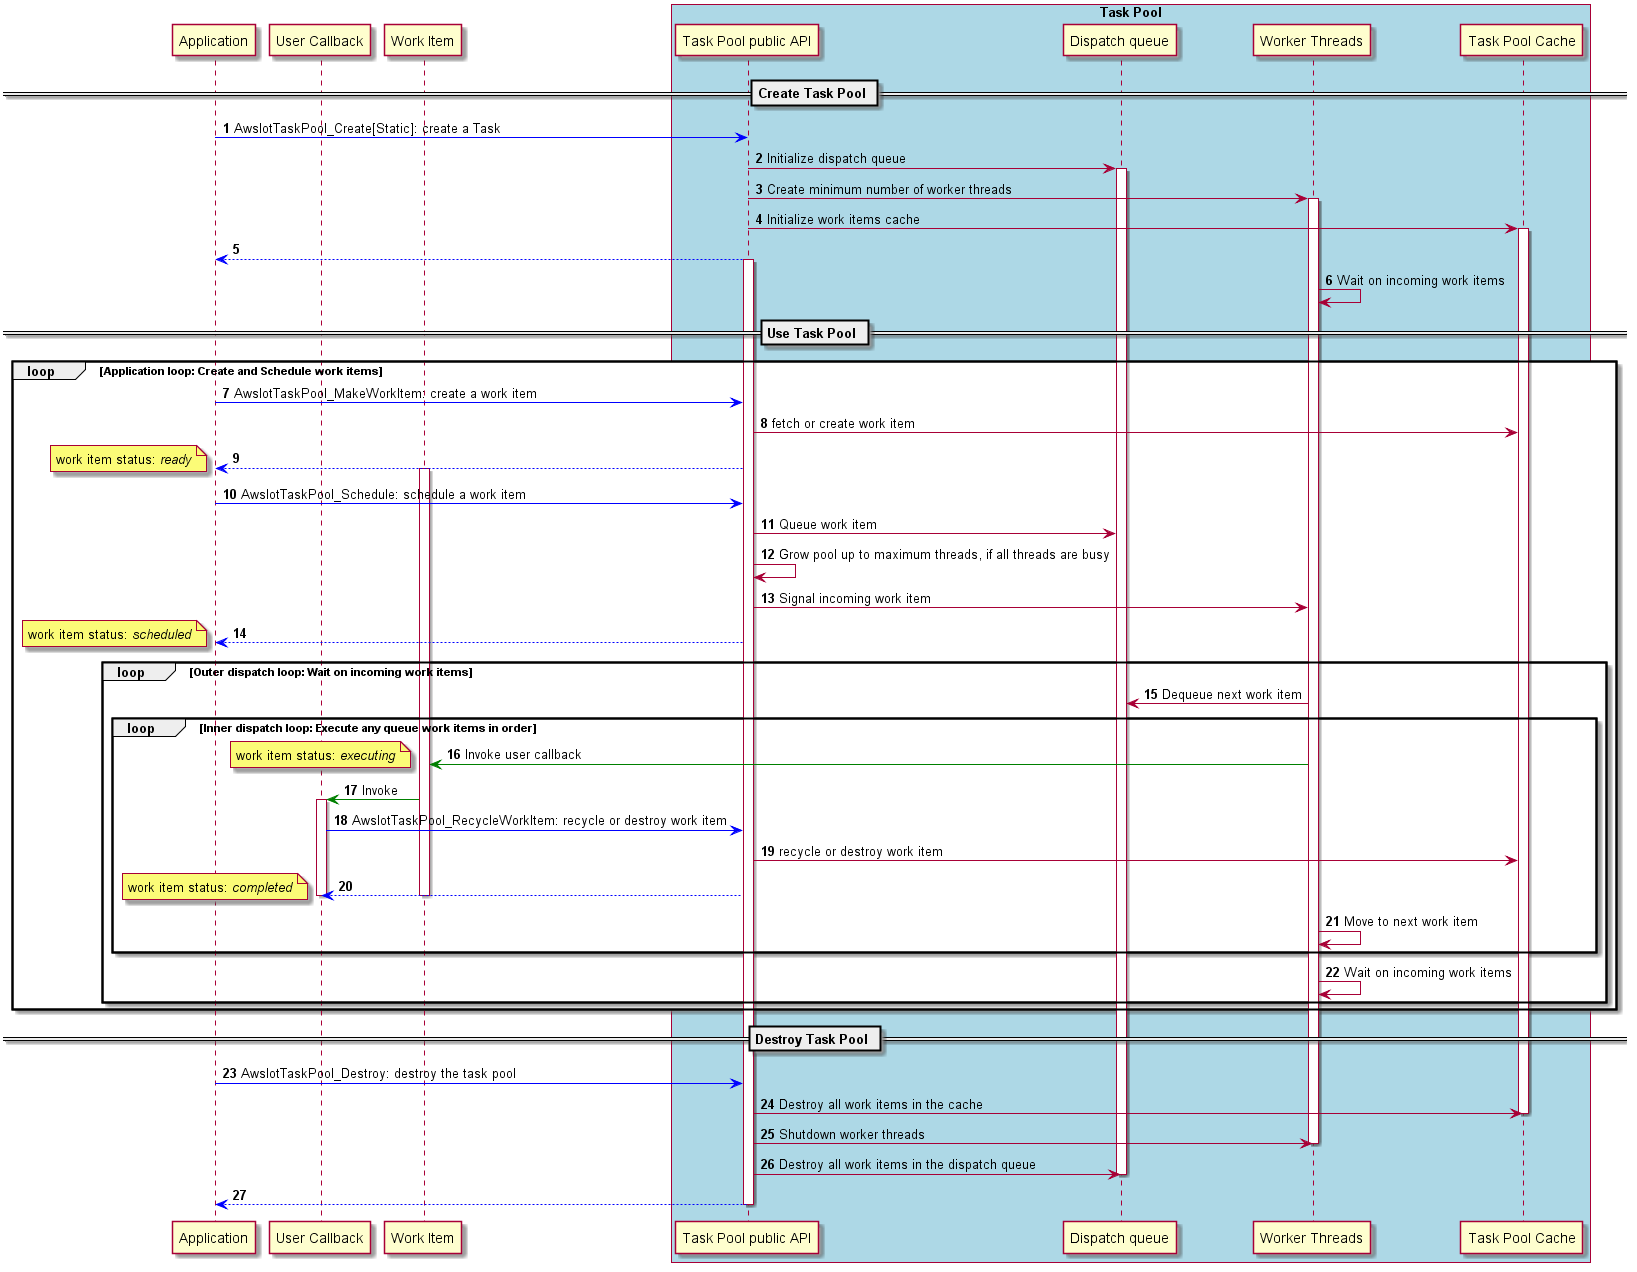 Task Pool
Application
User Callback
Work Item
Task Pool public API
Dispatch queue
Worker Threads
Task Pool Cache
Create Task Pool
1 AwsIotTaskPool_Create[Static]: create a Task
2 Initialize dispatch queue
3 Create minimum number of worker threads
4 Initialize work items cache
5
6 Wait on incoming work items
Use Task Pool
loop [Application loop: Create and Schedule work items]
7 AwsIotTaskPool_MakeWorkItem: create a work item
8 fetch or create work item
work item status: ready
9
10 AwsIotTaskPool_Schedule: schedule a work item
11 Queue work item
12 Grow pool up to maximum threads, if all threads are busy
13 Signal incoming work item
work item status: scheduled
14
loop [Outer dispatch loop: Wait on incoming work items]
15 Dequeue next work item
loop [Inner dispatch loop: Execute any queue work items in order]
work item status: executing
16 Invoke user callback
17 Invoke
18 AwsIotTaskPool_RecycleWorkItem: recycle or destroy work item
19 recycle or destroy work item
work item status: completed
20
21 Move to next work item
22 Wait on incoming work items
Destroy Task Pool
23 AwsIotTaskPool_Destroy: destroy the task pool
24 Destroy all work items in the cache
25 Shutdown worker threads
26 Destroy all work items in the dispatch queue
27
Application
User Callback
Work Item
Task Pool public API
Dispatch queue
Worker Threads
Task Pool Cache